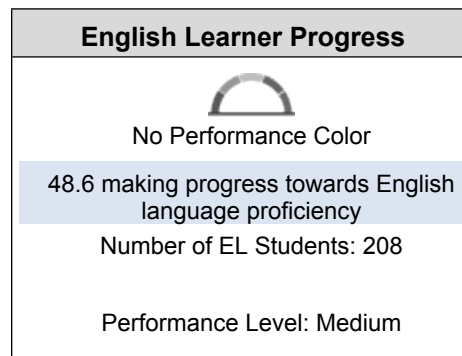 English Learner Progress
No Performance Color
48.6 making progress towards English
language proficiency
Number of EL Students: 208
Performance Level: Medium